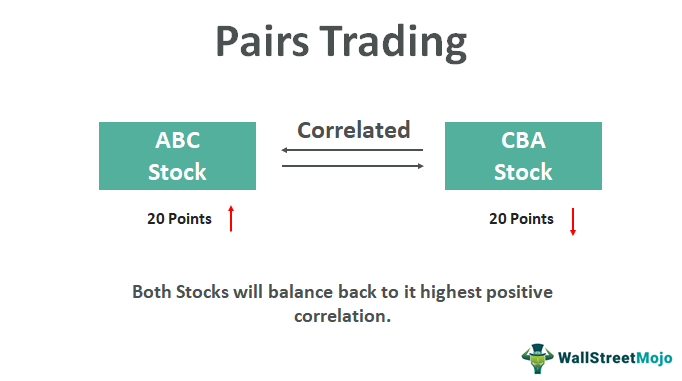 Pairs Trading
Correlated
ABC
Stock
CBA
Stock
20 Points
20 Points
Both Stocks will balance back to it highest positive
correlation.
WallStreetMojo